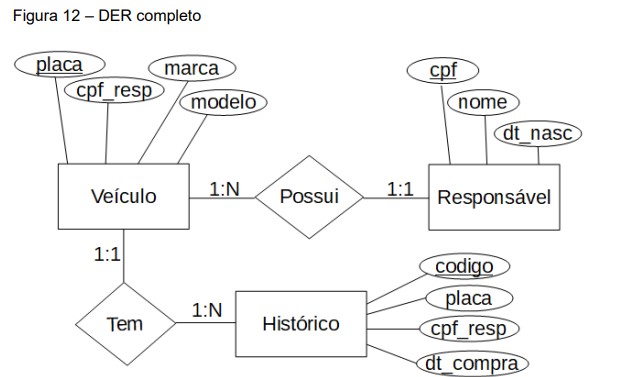 Figura 12 – DER completo
placa
cpf_resp
marca
modelo
cpf
nome
dt_nasc
Veículo
1:N
Possui
1:1
Responsável
1:1
Tem
1:N
Histórico
codigo
placa
cpf_resp
dt_compra